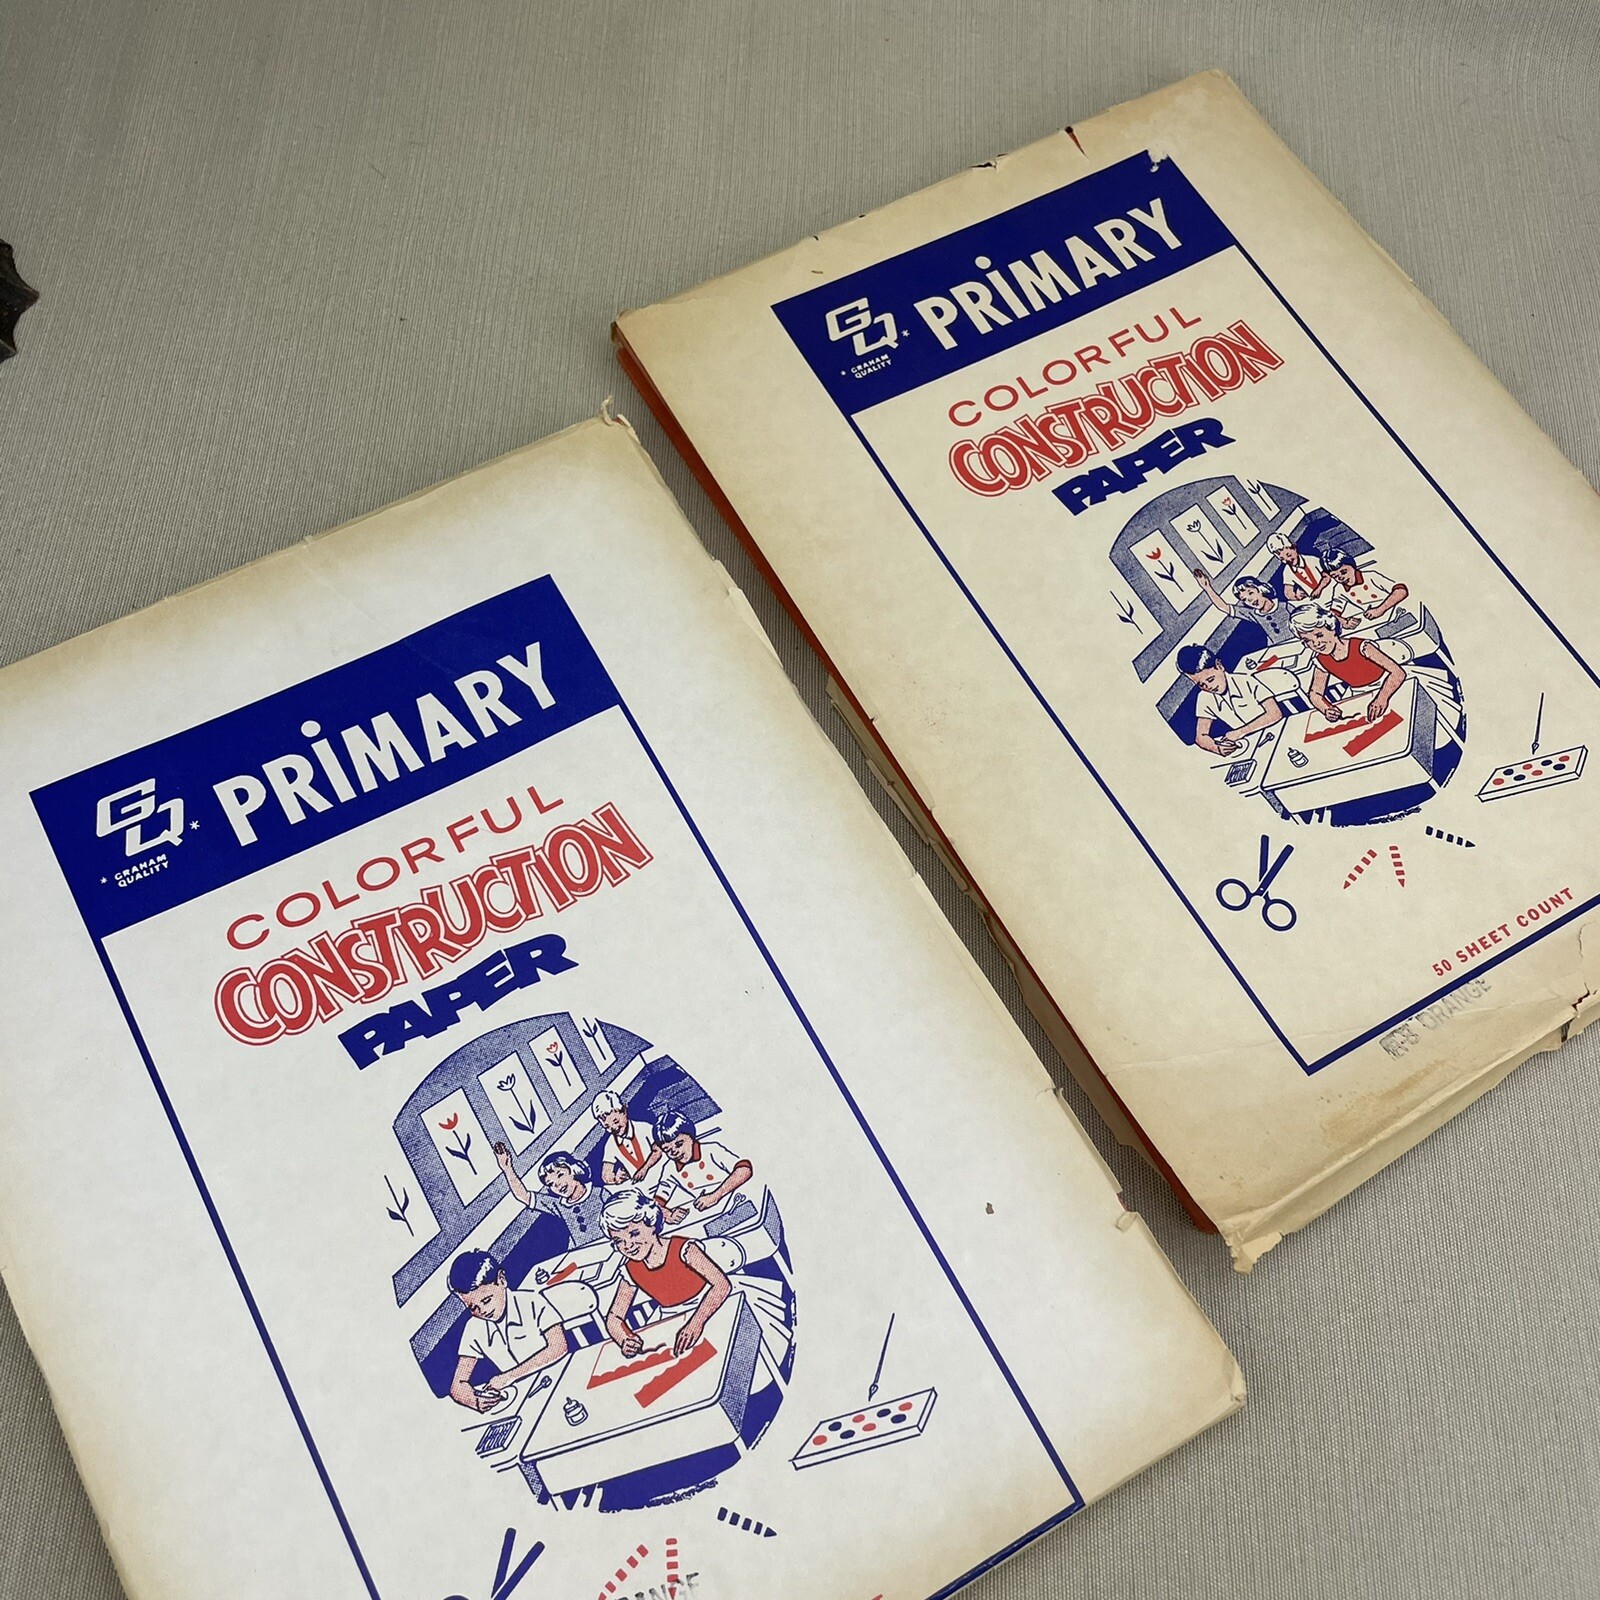 GQ* PRiMARY
* GRAHAM
QUALITY
COLORFUL
CONSTRUCTION
PAPER
50 SHEET COUNT
ORANGE
GQ* PRiMARY
* GRAHAM
QUALITY
COLORFUL
CONSTRUCTION
PAPER